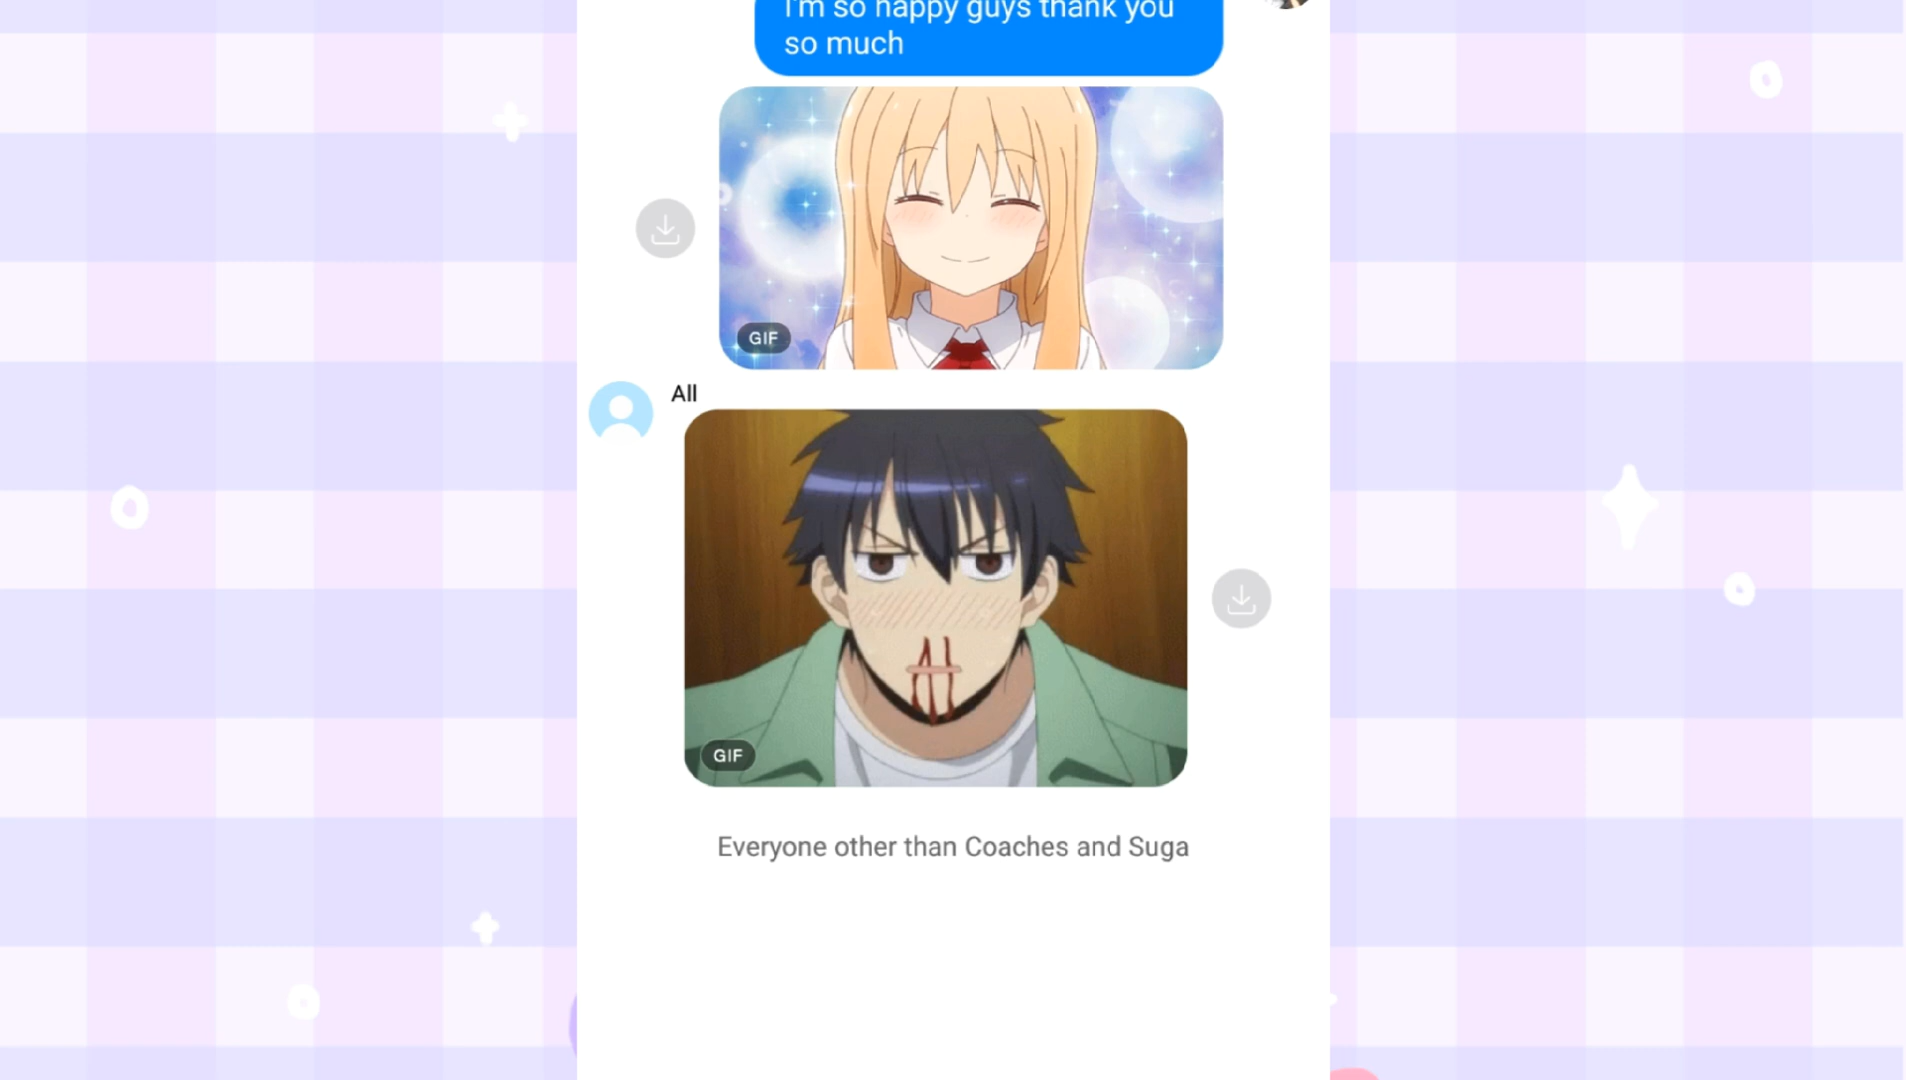 I'm so happy guys thank you
so much
GIF
All
GIF
Everyone other than Coaches and Suga